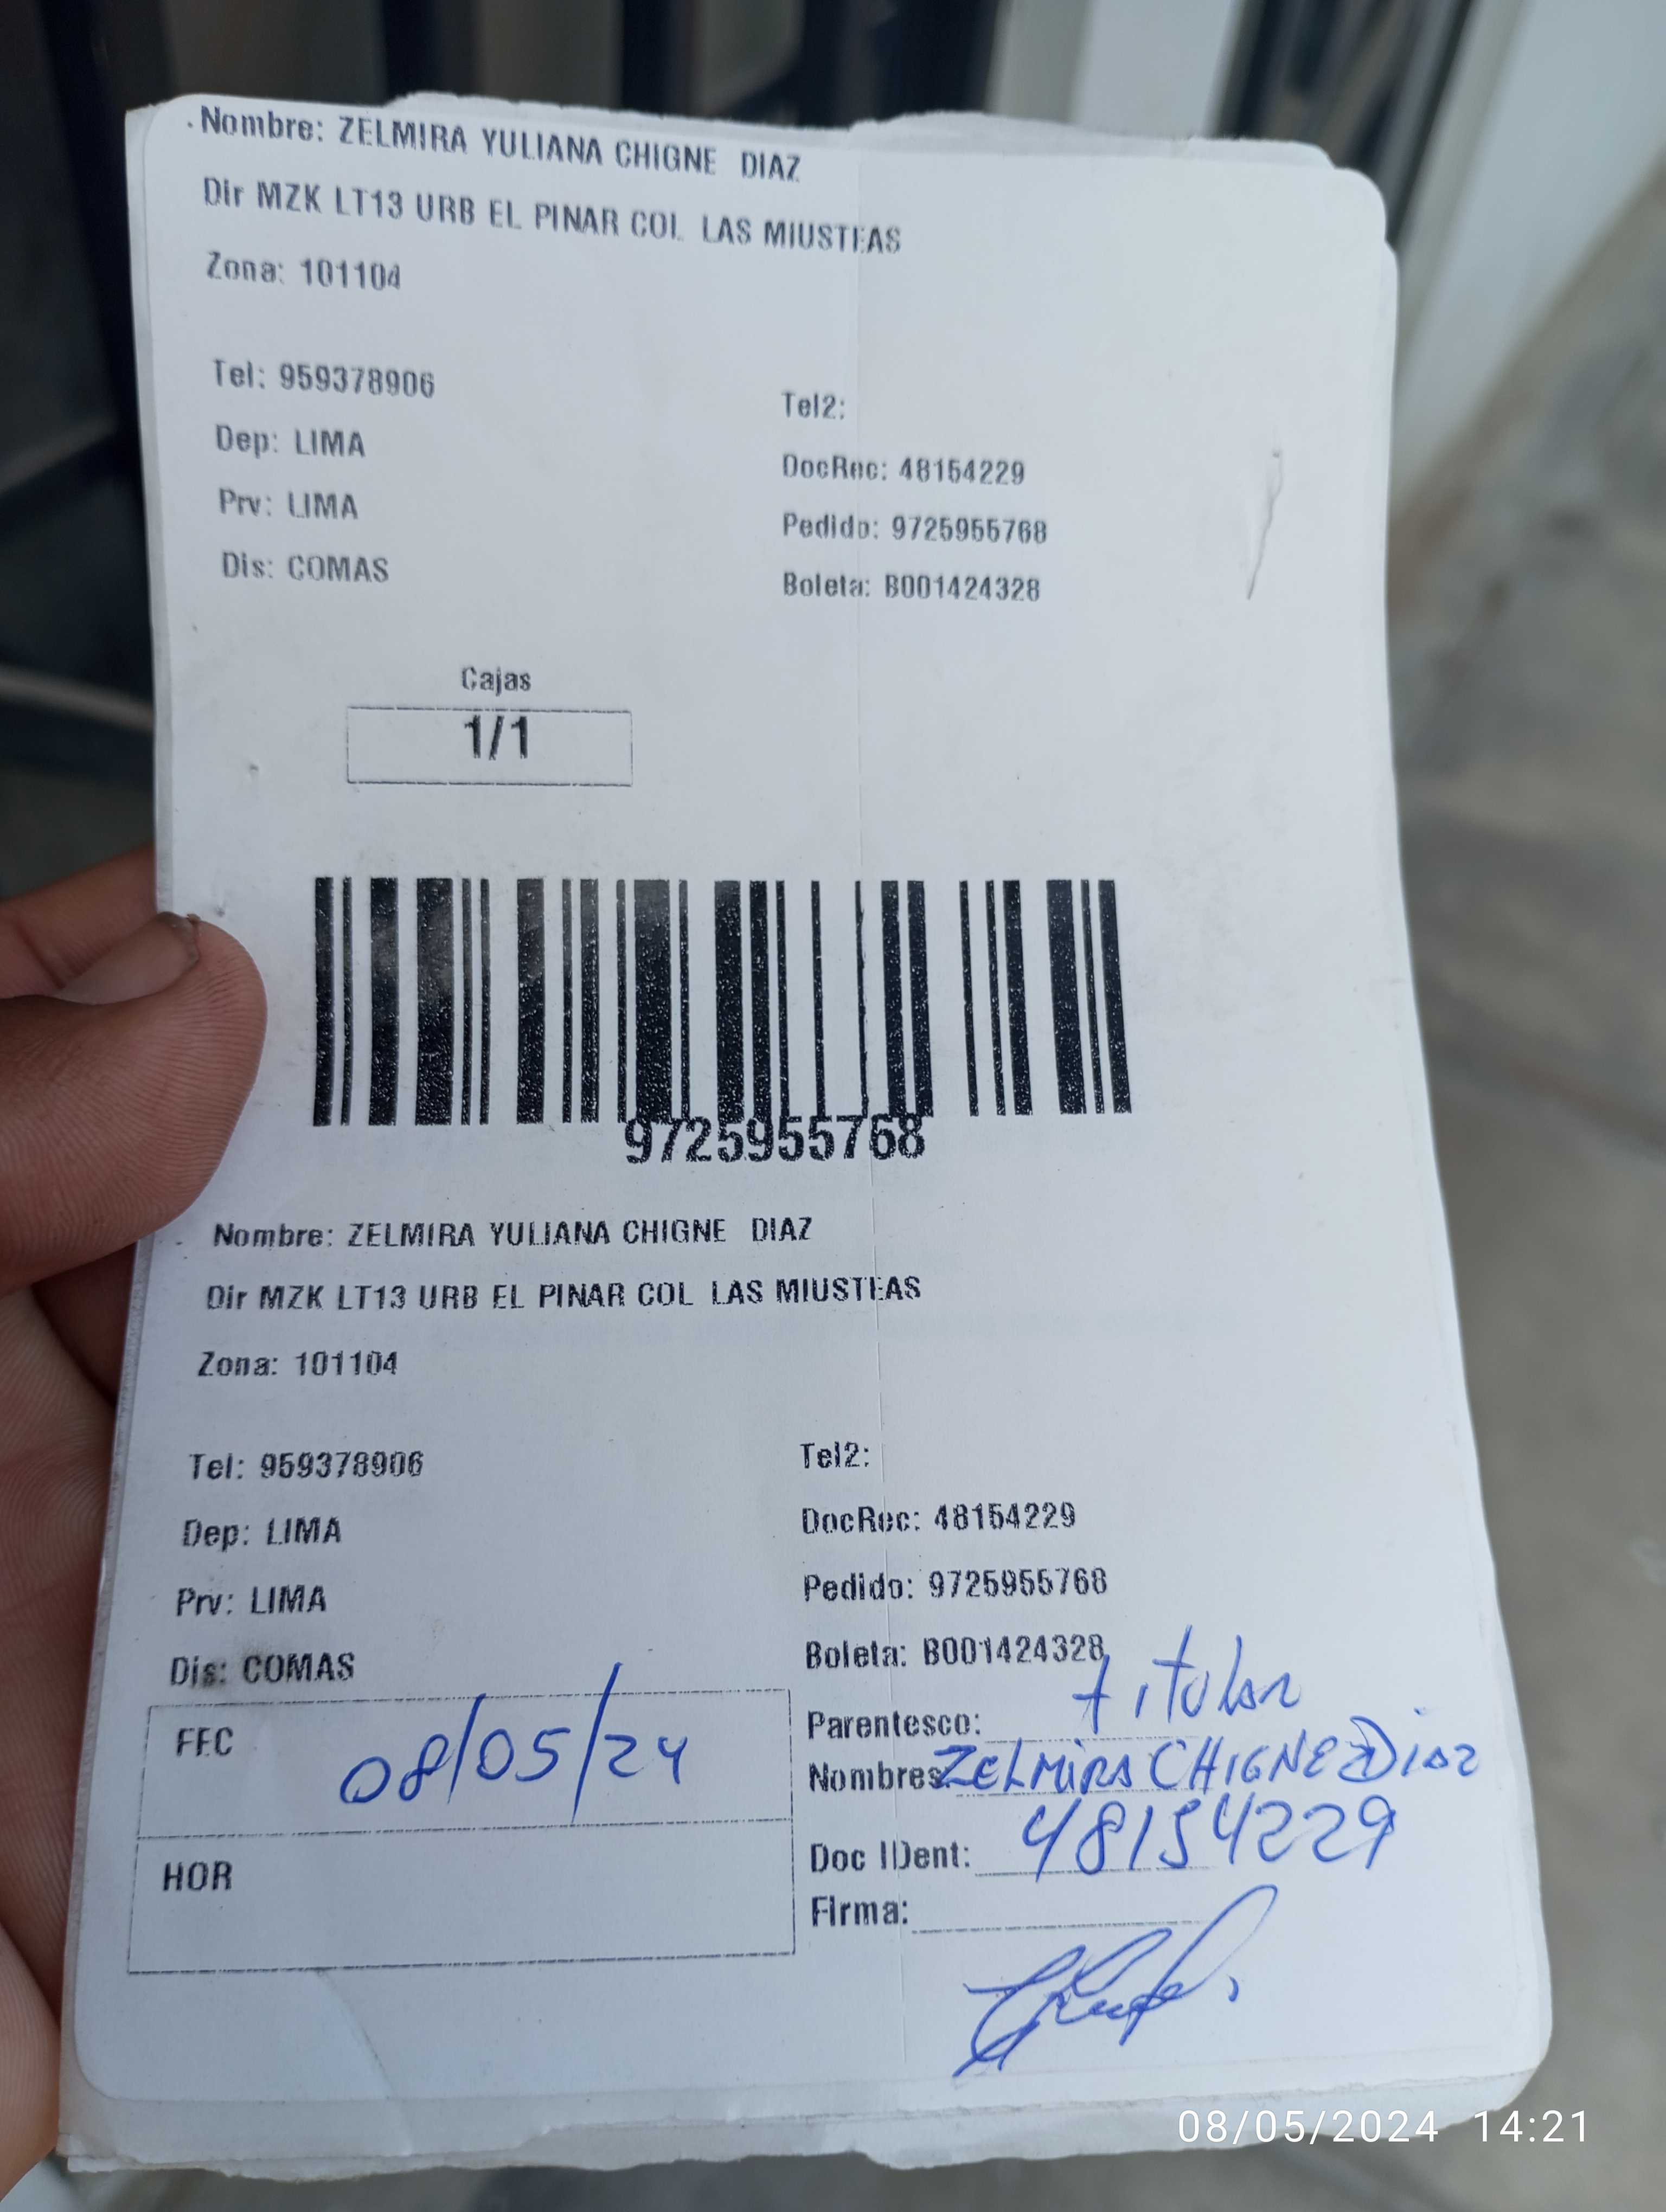 Nombre: ZELMIRA YULIANA CHIGNE DIAZ
Dir MZK LT13 URB EL PINAR COL LAS MIUSTEAS
Zona: 101104
Tel: 959378906
Tel2:
Dep: LIMA
DocRec: 48154229
Prv: LIMA
Pedido: 9725955768
Dis: COMAS
Boleta: B001424328
Cajas
1/1
9725955768
Nombre: ZELMIRA YULIANA CHIGNE DIAZ
Dir MZK LT13 URB EL PINAR COL LAS MIUSTEAS
Zona: 101104
Tel: 959378906
Tel2:
Dep: LIMA
DocRec: 48154229
Prv: LIMA
Pedido: 9725955768
Dis: COMAS
Boleta: B001424328
FEC 08/05/24
Parentesco: titular
Nombres ZELMIRA CHIGNE Diaz
Doc IDent: 48154229
HOR
Firma:
08/05/2024 14:21